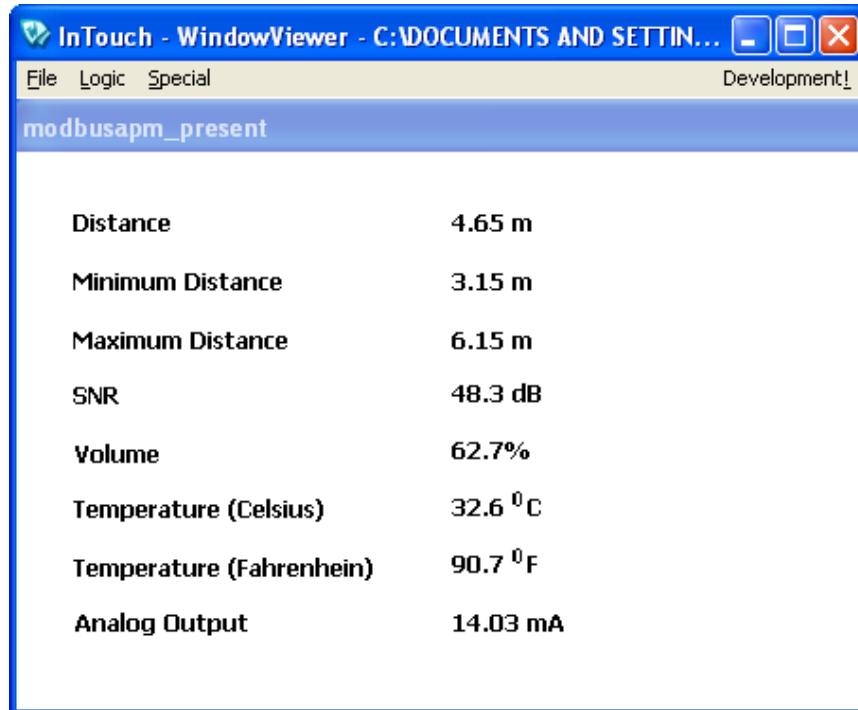 InTouch - WindowViewer - C:\DOCUMENTS AND SETTIN...
File Logic Special Development!
modbusapm_present
Distance 4.65 m
Minimum Distance 3.15 m
Maximum Distance 6.15 m
SNR 48.3 dB
Volume 62.7%
Temperature (Celsius) 32.6 ⁰C
Temperature (Fahrenhein) 90.7 ⁰F
Analog Output 14.03 mA